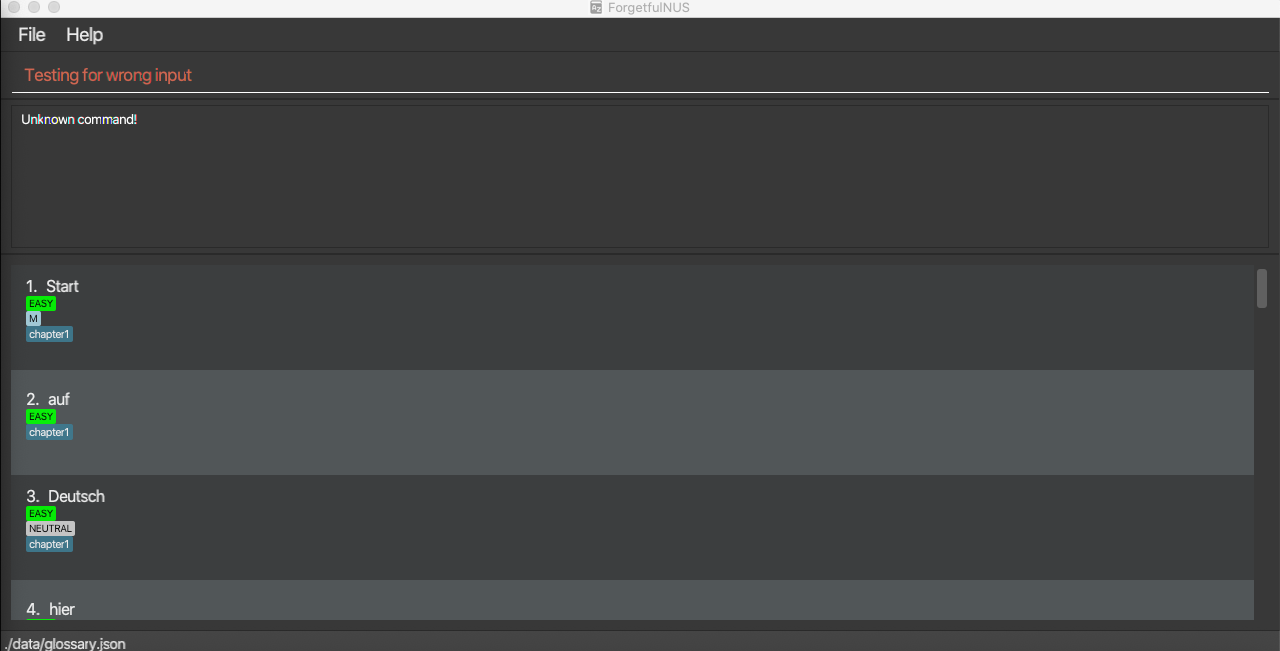 ForgetfulNUS
File Help
Testing for wrong input
Unknown command!
1. Start
EASY
M
chapter1
2. auf
EASY
chapter1
3. Deutsch
EASY
NEUTRAL
chapter1
4. hier
./data/glossary.json